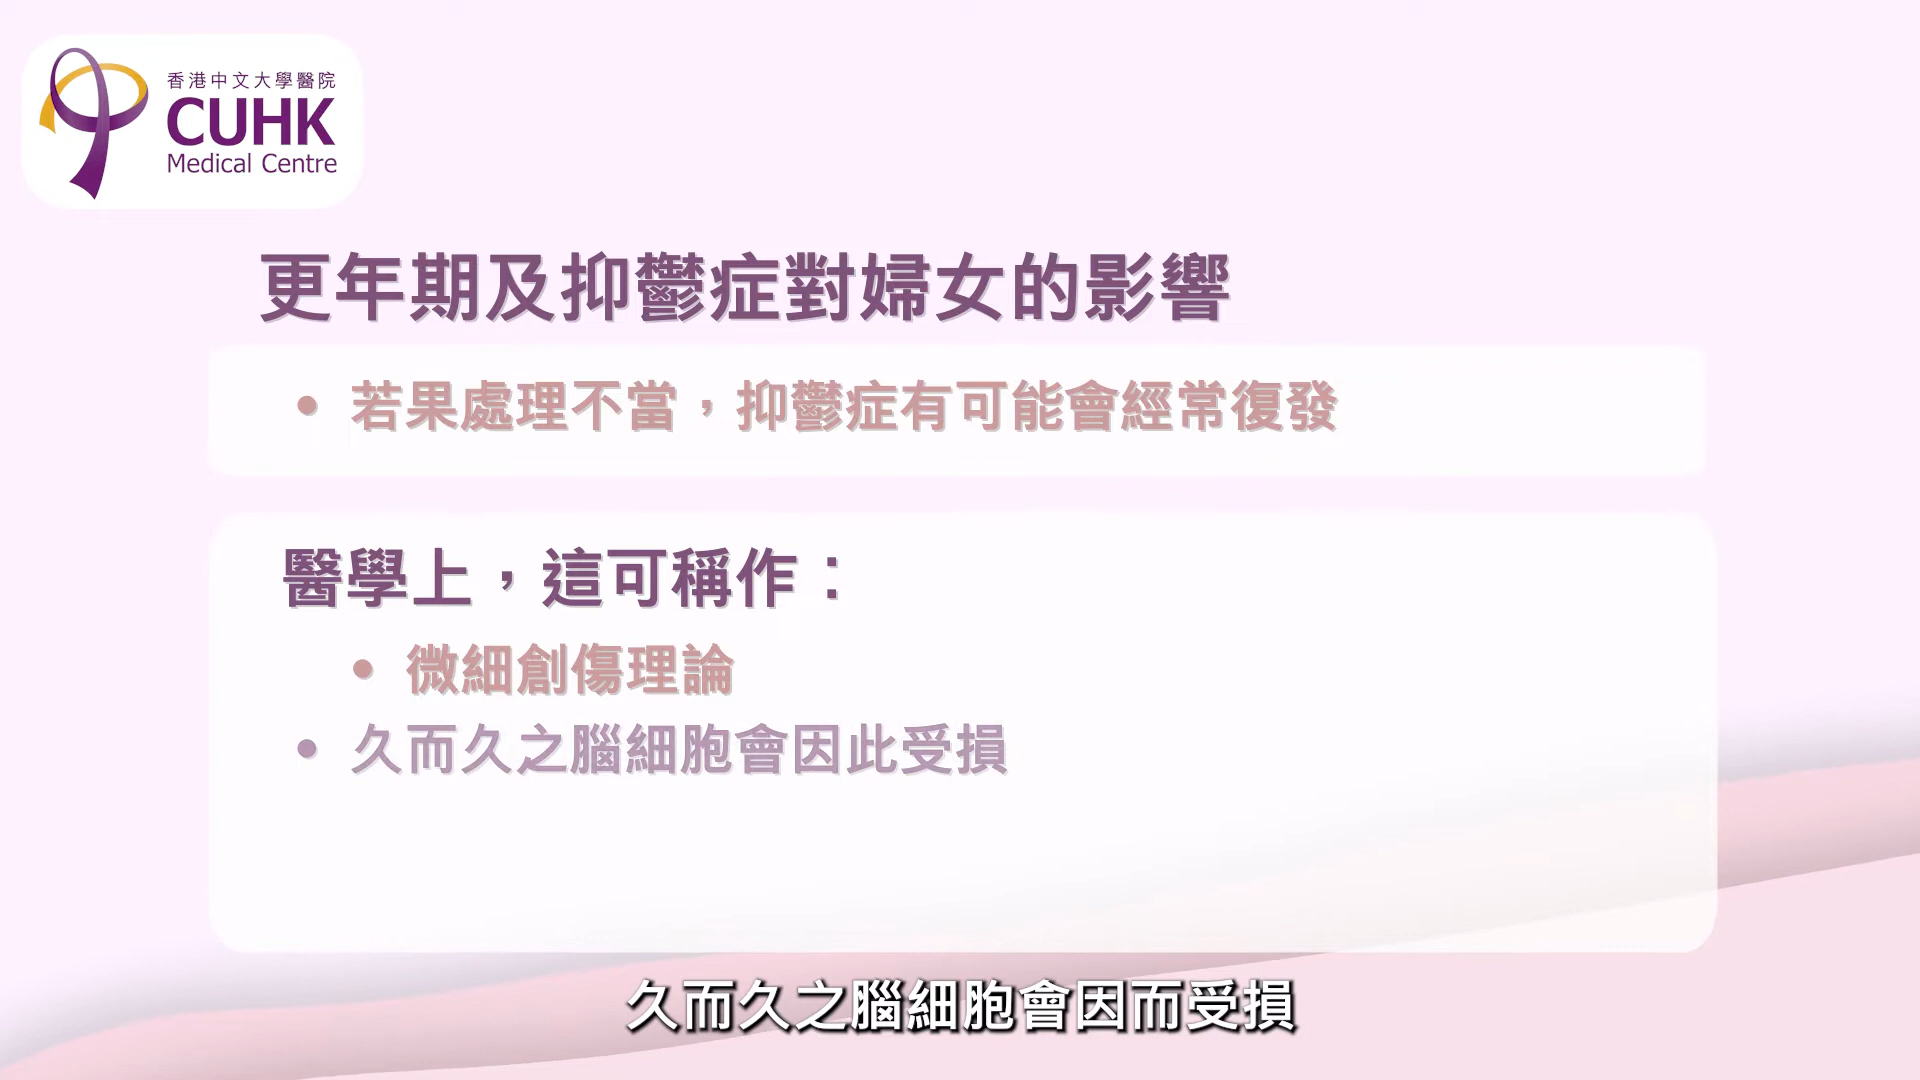 香港中文大學醫院
CUHK
Medical Centre
更年期及抑鬱症對婦女的影響
• 若果處理不當，抑鬱症有可能會經常復發
醫學上，這可稱作：
• 微細創傷理論
• 久而久之腦細胞會因此受損
久而久之腦細胞會因而受損